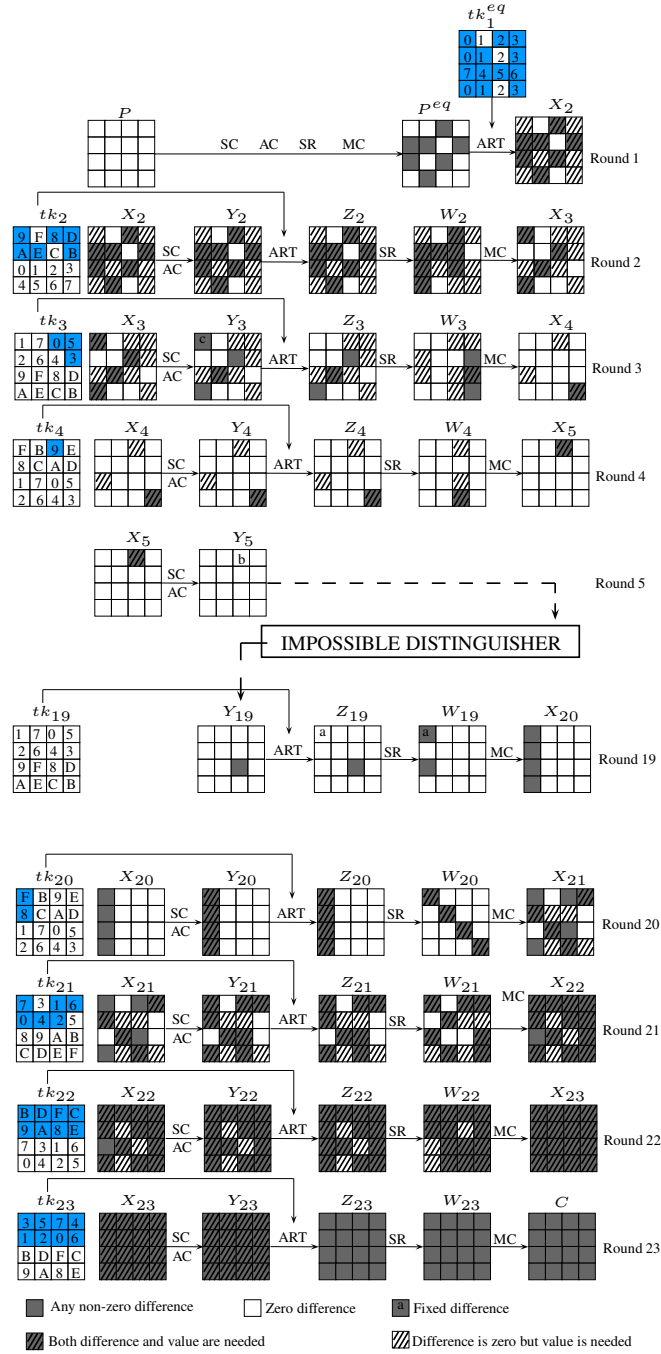 tk_1^{eq}
0 1 2 3
0 1 2 3
7 4 5 6
0 1 2 3
P P^{eq} X_2
SC AC SR MC ART
Round 1
tk_2 X_2 Y_2 Z_2 W_2 X_3
9 F 8 D
A E C B
0 1 2 3
4 5 6 7
SC AC ART SR MC
Round 2
tk_3 X_3 Y_3 Z_3 W_3 X_4
1 7 0 5
2 6 4 3
9 F 8 D
A E C B
c
SC AC ART SR MC
Round 3
tk_4 X_4 Y_4 Z_4 W_4 X_5
F B 9 E
8 C A D
1 7 0 5
2 6 4 3
SC AC ART SR MC
Round 4
X_5 Y_5
b
SC AC
Round 5
IMPOSSIBLE DISTINGUISHER
tk_19 Y_19 Z_19 W_19 X_20
1 7 0 5
2 6 4 3
9 F 8 D
A E C B
a a
ART SR MC
Round 19
tk_20 X_20 Y_20 Z_20 W_20 X_21
F B 9 E
8 C A D
1 7 0 5
2 6 4 3
SC AC ART SR MC
Round 20
tk_21 X_21 Y_21 Z_21 W_21 X_22
7 3 1 6
0 4 2 5
8 9 A B
C D E F
SC AC ART SR MC
Round 21
tk_22 X_22 Y_22 Z_22 W_22 X_23
B D F C
9 A 8 E
7 3 1 6
0 4 2 5
SC AC ART SR MC
Round 22
tk_23 X_23 Y_23 Z_23 W_23 C
3 5 7 4
1 2 0 6
B D F C
9 A 8 E
SC AC ART SR MC
Round 23
Any non-zero difference
Zero difference
a Fixed difference
Both difference and value are needed
Difference is zero but value is needed